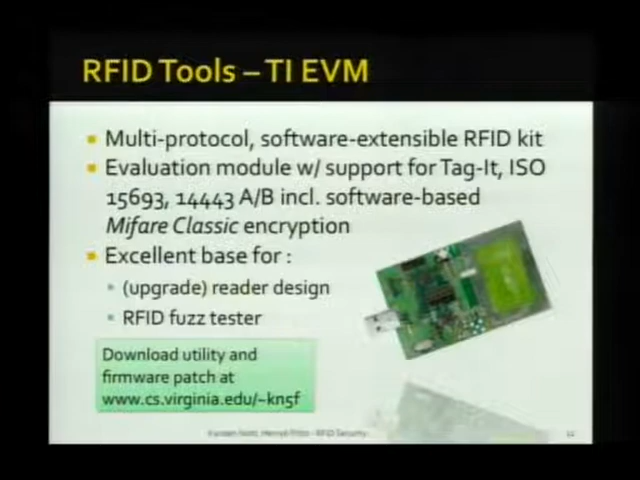 RFID Tools – TI EVM
Multi-protocol, software-extensible RFID kit
Evaluation module w/ support for Tag-It, ISO
15693, 14443 A/B incl. software-based
Mifare Classic encryption
Excellent base for :
(upgrade) reader design
RFID fuzz tester
Download utility and
firmware patch at
www.cs.virginia.edu/~kn5f
- RFID Security